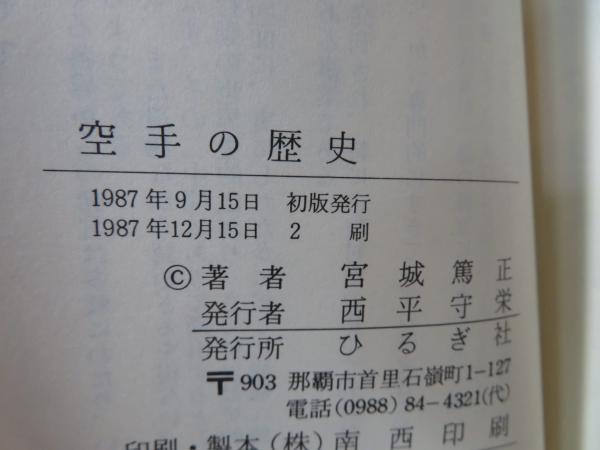 空手の歴史
1987年9月15日 初版発行
1987年12月15日 2 刷
©著者 宮城篤正
発行者 西平守栄
発行所 ひるぎ社
〒903 那覇市首里石嶺町1-127
電話(0988)84-4321(代)
印刷・製本(株)南西印刷